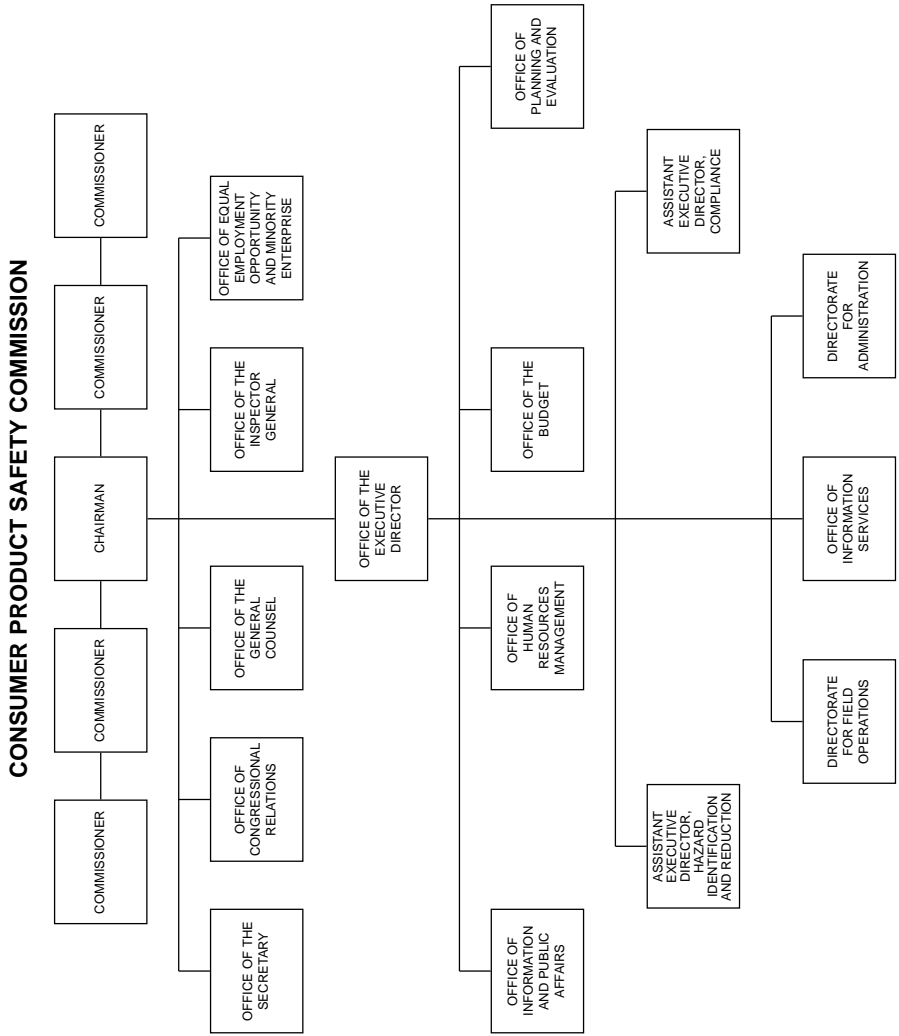 CONSUMER PRODUCT SAFETY COMMISSION
COMMISSIONER
COMMISSIONER
CHAIRMAN
COMMISSIONER
COMMISSIONER
OFFICE OF THE
SECRETARY
OFFICE OF
CONGRESSIONAL
RELATIONS
OFFICE OF THE
GENERAL
COUNSEL
OFFICE OF THE
INSPECTOR
GENERAL
OFFICE OF EQUAL
EMPLOYMENT
OPPORTUNITY
AND MINORITY
ENTERPRISE
OFFICE OF THE
EXECUTIVE
DIRECTOR
OFFICE OF
INFORMATION
AND PUBLIC
AFFAIRS
OFFICE OF
HUMAN
RESOURCES
MANAGEMENT
OFFICE OF THE
BUDGET
OFFICE OF
PLANNING AND
EVALUATION
ASSISTANT
EXECUTIVE
DIRECTOR,
HAZARD
IDENTIFICATION
AND REDUCTION
ASSISTANT
EXECUTIVE
DIRECTOR,
COMPLIANCE
DIRECTORATE
FOR FIELD
OPERATIONS
OFFICE OF
INFORMATION
SERVICES
DIRECTORATE
FOR
ADMINISTRATION